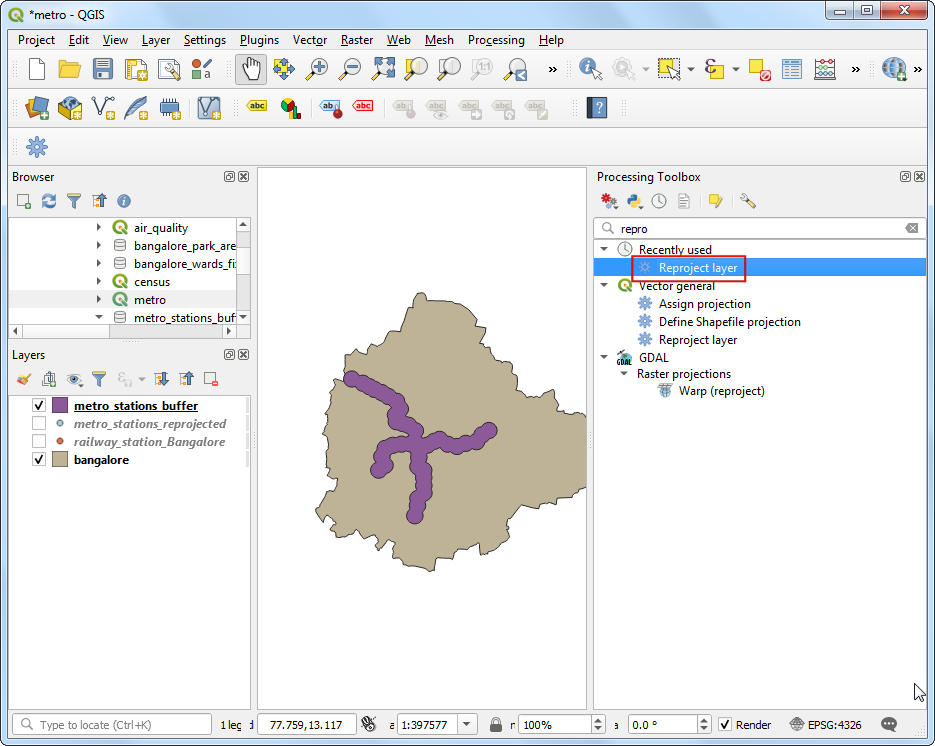 *metro - QGIS
Project Edit View Layer Settings Plugins Vector Raster Web Mesh Processing Help
Browser
air_quality
bangalore_park_are
bangalore_wards_fi
census
metro
metro_stations_buf
Layers
metro_stations_buffer
metro_stations_reprojected
railway_station_Bangalore
bangalore
Processing Toolbox
repro
Recently used
Reproject layer
Vector general
Assign projection
Define Shapefile projection
Reproject layer
GDAL
Raster projections
Warp (reproject)
Type to locate (Ctrl+K) 1 leg 77.759,13.117 1:397577 100% 0.0 ° Render EPSG:4326